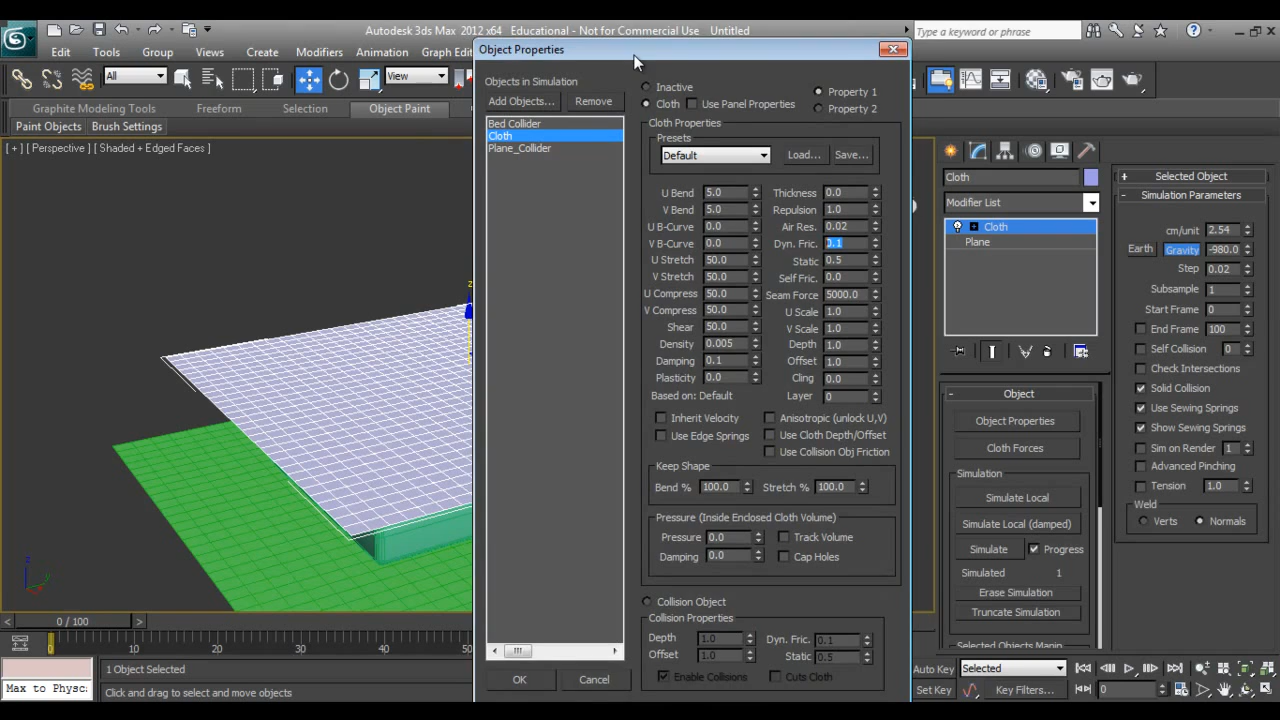 Autodesk 3ds Max 2012 x64 Educational - Not for Commercial Use Untitled
Type a keyword or phrase
Edit Tools Group Views Create Modifiers Animation Graph Edit
All
View
Graphite Modeling Tools Freeform Selection Object Paint
Paint Objects Brush Settings
[ + ] [ Perspective ] [ Shaded + Edged Faces ]
z
z
0 / 100
0 10 20 30 40 50
1 Object Selected
Max to Physc
Click and drag to select and move objects
Object Properties
Objects in Simulation
Add Objects... Remove
Bed Collider
Cloth
Plane_Collider
OK Cancel
Inactive
Cloth Use Panel Properties
Property 1
Property 2
Cloth Properties
Presets
Default Load... Save...
U Bend 5.0 Thickness 0.0
V Bend 5.0 Repulsion 1.0
U B-Curve 0.0 Air Res. 0.02
V B-Curve 0.0 Dyn. Fric. 0.1
U Stretch 50.0 Static 0.5
V Stretch 50.0 Self Fric. 0.0
U Compress 50.0 Seam Force 5000.0
V Compress 50.0 U Scale 1.0
Shear 50.0 V Scale 1.0
Density 0.005 Depth 1.0
Damping 0.1 Offset 1.0
Plasticity 0.0 Cling 0.0
Based on: Default Layer 0
Inherit Velocity Anisotropic (unlock U,V)
Use Edge Springs Use Cloth Depth/Offset
Use Collision Obj Friction
Keep Shape
Bend % 100.0 Stretch % 100.0
Pressure (Inside Enclosed Cloth Volume)
Pressure 0.0 Track Volume
Damping 0.0 Cap Holes
Collision Object
Collision Properties
Depth 1.0 Dyn. Fric. 0.1
Offset 1.0 Static 0.5
Enable Collisions Cuts Cloth
Cloth
Modifier List
Cloth
Plane
- Object
Object Properties
Cloth Forces
Simulation
Simulate Local
Simulate Local (damped)
Simulate Progress
Simulated 1
Erase Simulation
Truncate Simulation
Selected Objects Manip
+ Selected Object
- Simulation Parameters
cm/unit 2.54
Earth Gravity -980.0
Step 0.02
Subsample 1
Start Frame 0
End Frame 100
Self Collision 0
Check Intersections
Solid Collision
Use Sewing Springs
Show Sewing Springs
Sim on Render 1
Advanced Pinching
Tension 1.0
Weld
Verts Normals
Auto Key Selected
Set Key Key Filters... 0